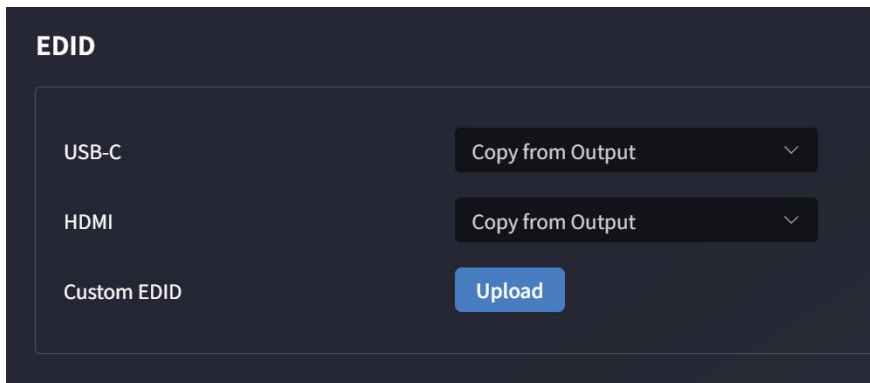 EDID
USB-C Copy from Output
HDMI Copy from Output
Custom EDID Upload